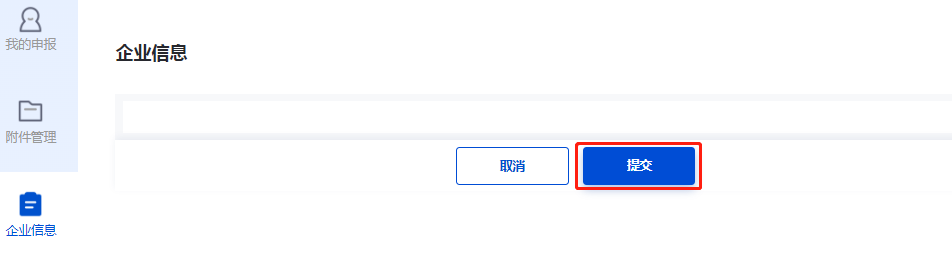 我的申报
附件管理
企业信息
企业信息
取消
提交